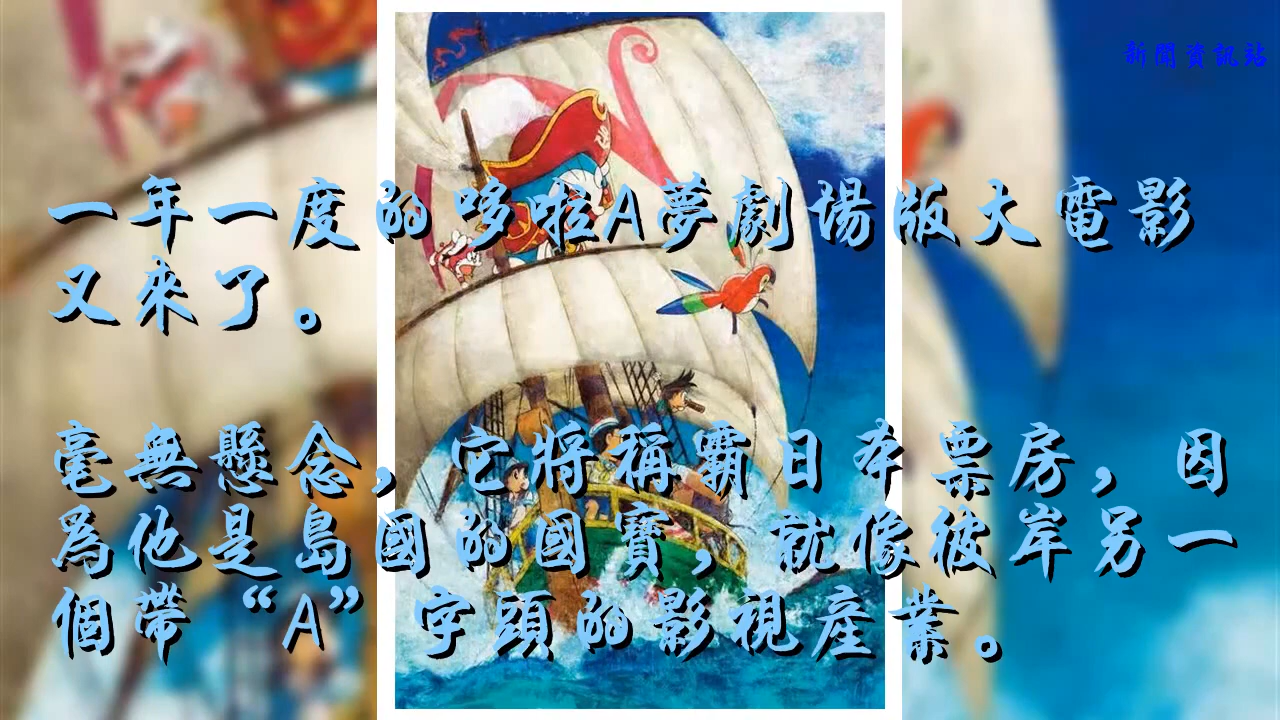 新聞資訊站
一年一度的哆啦A夢劇場版大電影
又來了。
毫無懸念，它將稱霸日本票房，因
為他是島國的國寶，就像彼岸另一
個帶“A”字頭的影視產業。